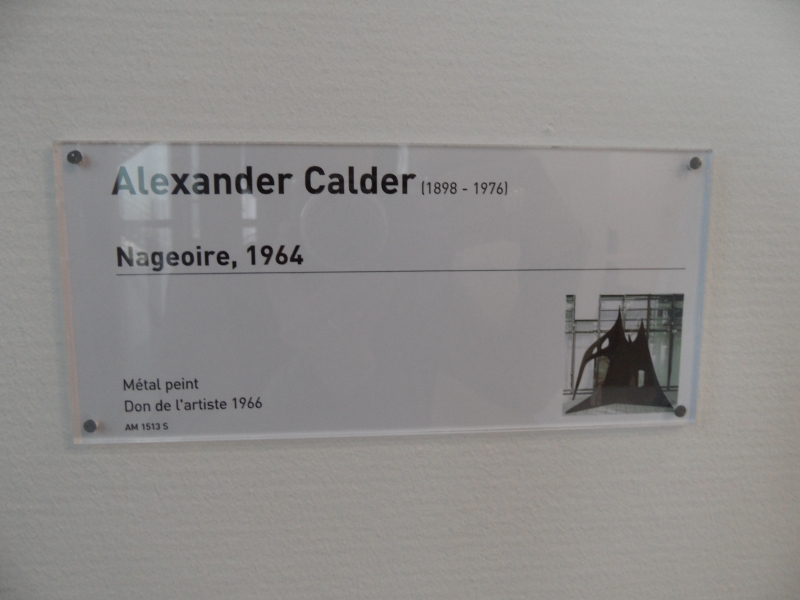 Alexander Calder (1898 - 1976)
Nageoire, 1964
Métal peint
Don de l'artiste 1966
AM 1513 S